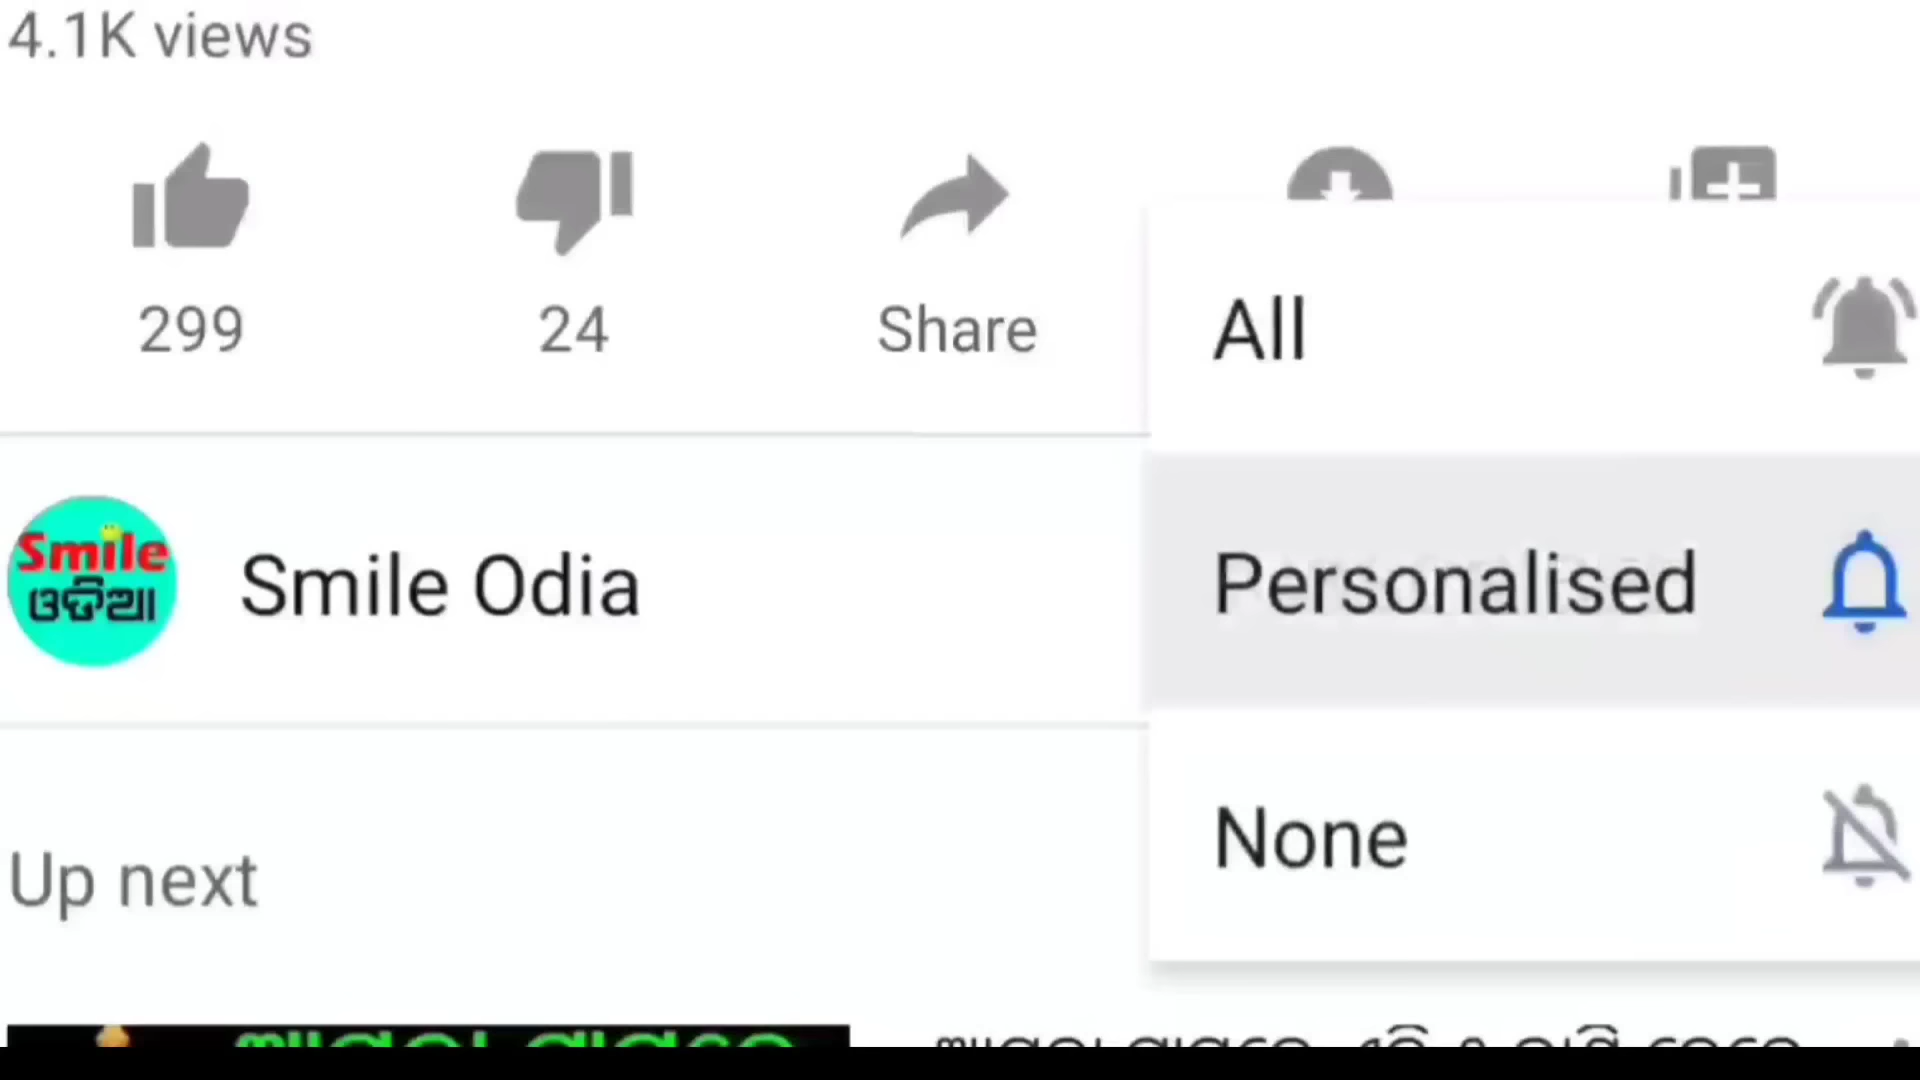 4.1K views
299
24
Share
All
Smile
ଓଡିଆ
Smile Odia
Personalised
None
Up next